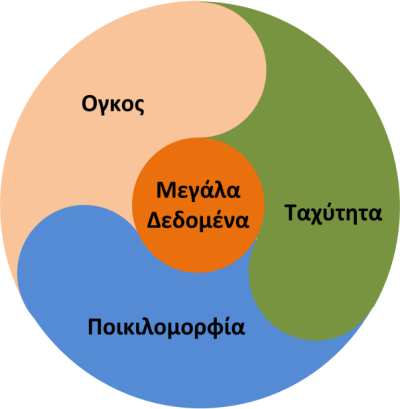 Ογκος
Μεγάλα
Δεδομένα
Ταχύτητα
Ποικιλομορφία